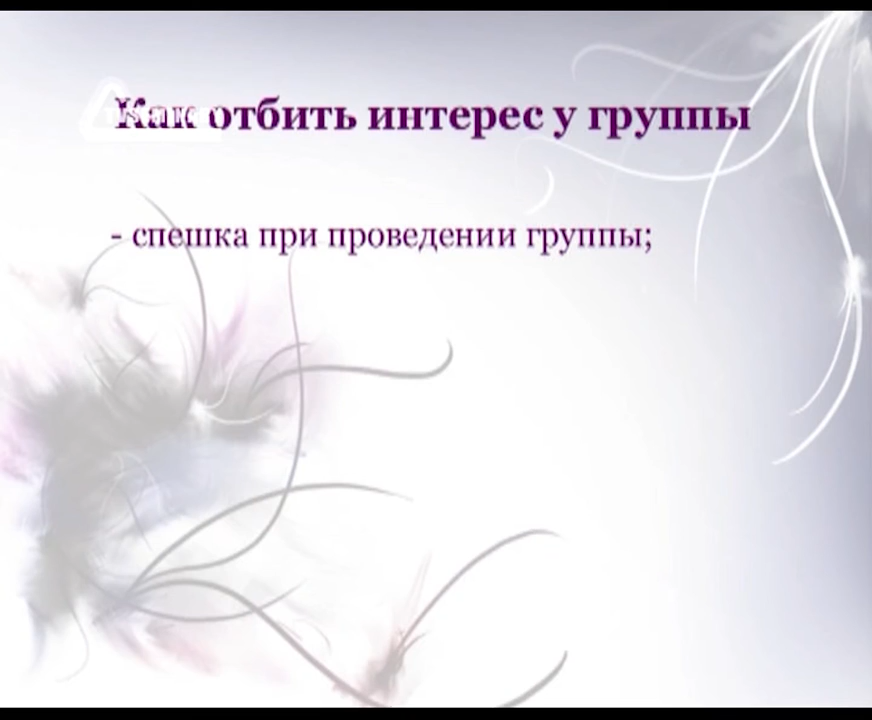 Как отбить интерес у группы
- спешка при проведении группы;